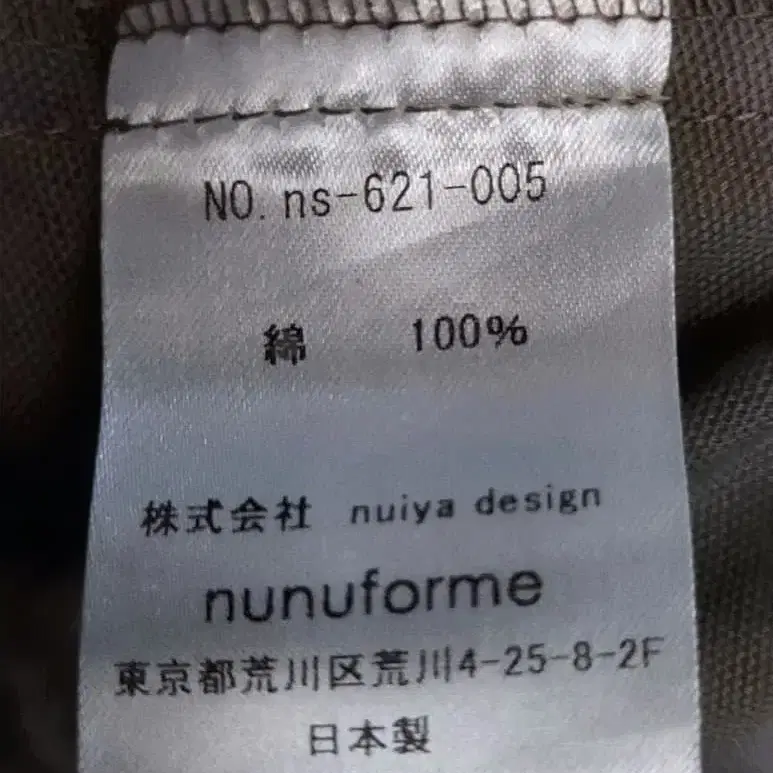 NO. ns-621-005
綿 100%
株式会社 nuiya design
nunuforme
東京都荒川区荒川4-25-8-2F
日本製